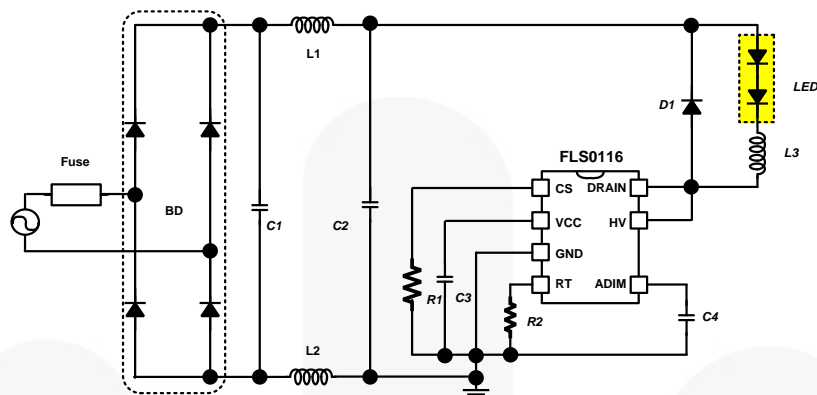 L1
LED
D1
L3
FLS0116
Fuse
CS
DRAIN
BD
C1
C2
VCC
HV
GND
R1
C3
RT
ADIM
R2
C4
L2